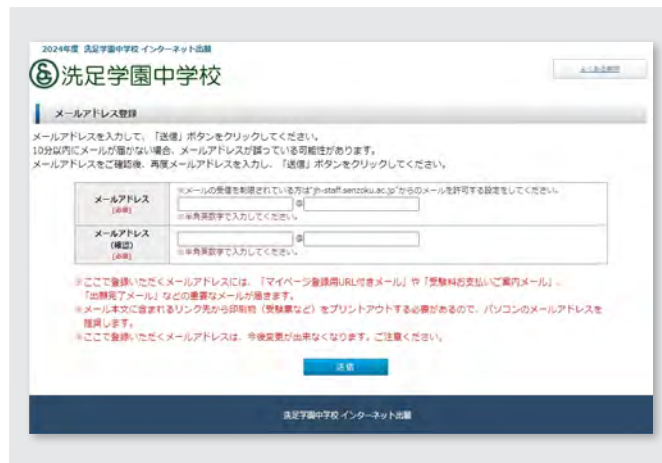 2024年度 洗足学園中学校 インターネット出願
洗足学園中学校
よくある質問
メールアドレス登録
メールアドレスを入力して、「送信」ボタンをクリックしてください。
10分以内にメールが届かない場合、メールアドレスが誤っている可能性があります。
メールアドレスをご確認後、再度メールアドレスを入力し、「送信」ボタンをクリックしてください。
メールアドレス
[必須]
※メールの受信を制限されている方は"jh-staff.senzoku.ac.jp"からのメールを許可する設定をしてください。
@
※半角英数字で入力してください。
メールアドレス
(確認)
[必須]
@
※半角英数字で入力してください。
※ここで登録いただくメールアドレスには、「マイページ登録用URL付きメール」や「受験料お支払いご案内メール」、
「出願完了メール」などの重要なメールが届きます。
※メール本文に含まれるリンク先から印刷物（受験票など）をプリントアウトする必要があるので、パソコンのメールアドレスを
推奨します。
※ここで登録いただくメールアドレスは、今後変更が出来なくなります。ご注意ください。
送信
洗足学園中学校 インターネット出願